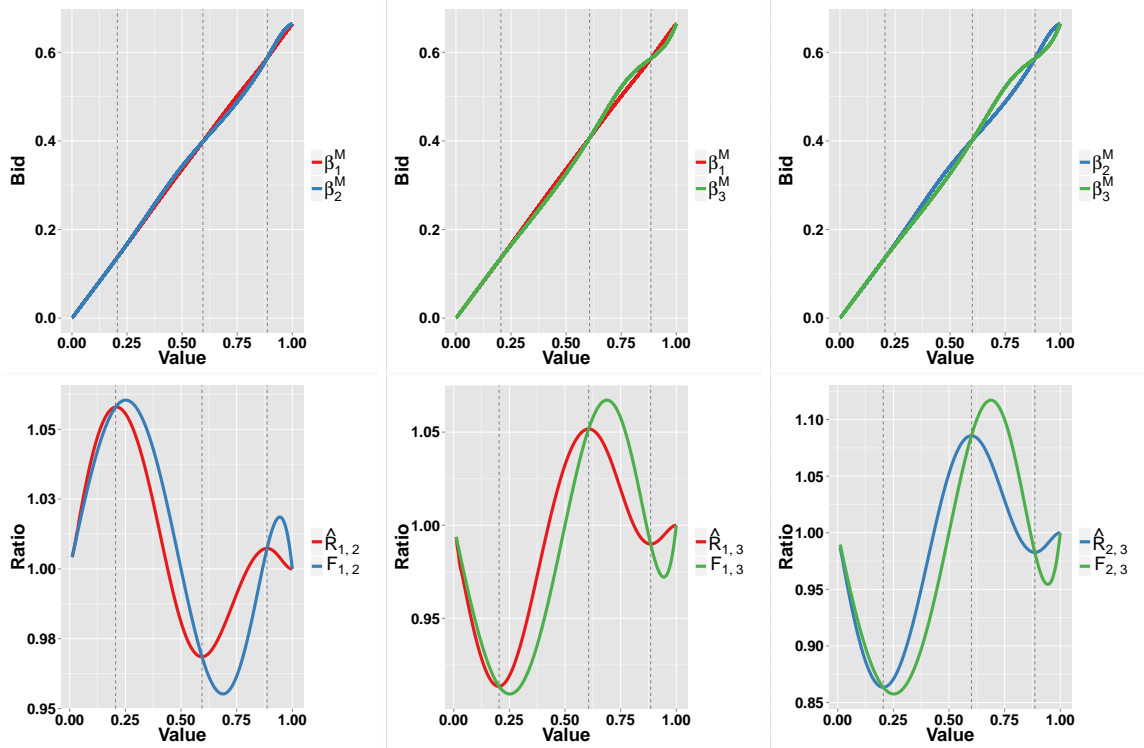 0.6
0.4
0.2
0.0
Bid
0.00 0.25 0.50 0.75 1.00
Value
β₁ᴹ
β₂ᴹ
0.6
0.4
0.2
0.0
Bid
0.00 0.25 0.50 0.75 1.00
Value
β₁ᴹ
β₃ᴹ
0.6
0.4
0.2
0.0
Bid
0.00 0.25 0.50 0.75 1.00
Value
β₂ᴹ
β₃ᴹ
1.05
1.03
1.00
0.98
0.95
Ratio
0.00 0.25 0.50 0.75 1.00
Value
R̂1, 2
F1, 2
1.05
1.00
0.95
Ratio
0.00 0.25 0.50 0.75 1.00
Value
R̂1, 3
F1, 3
1.10
1.05
1.00
0.95
0.90
0.85
Ratio
0.00 0.25 0.50 0.75 1.00
Value
R̂2, 3
F2, 3